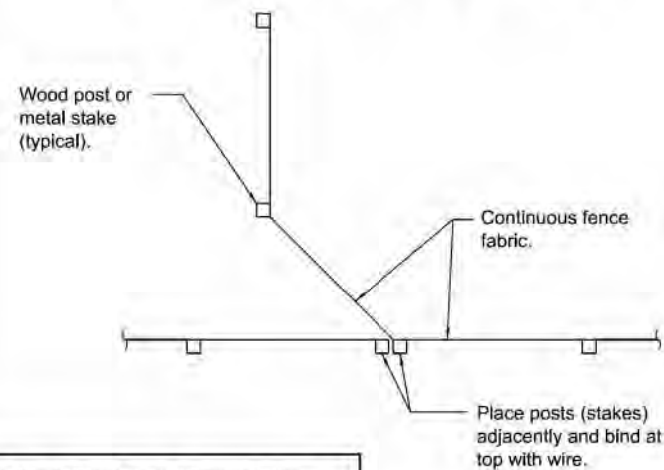 Wood post or
metal stake
(typical).
Continuous fence
fabric.
Place posts (stakes)
adjacently and bind at
top with wire.